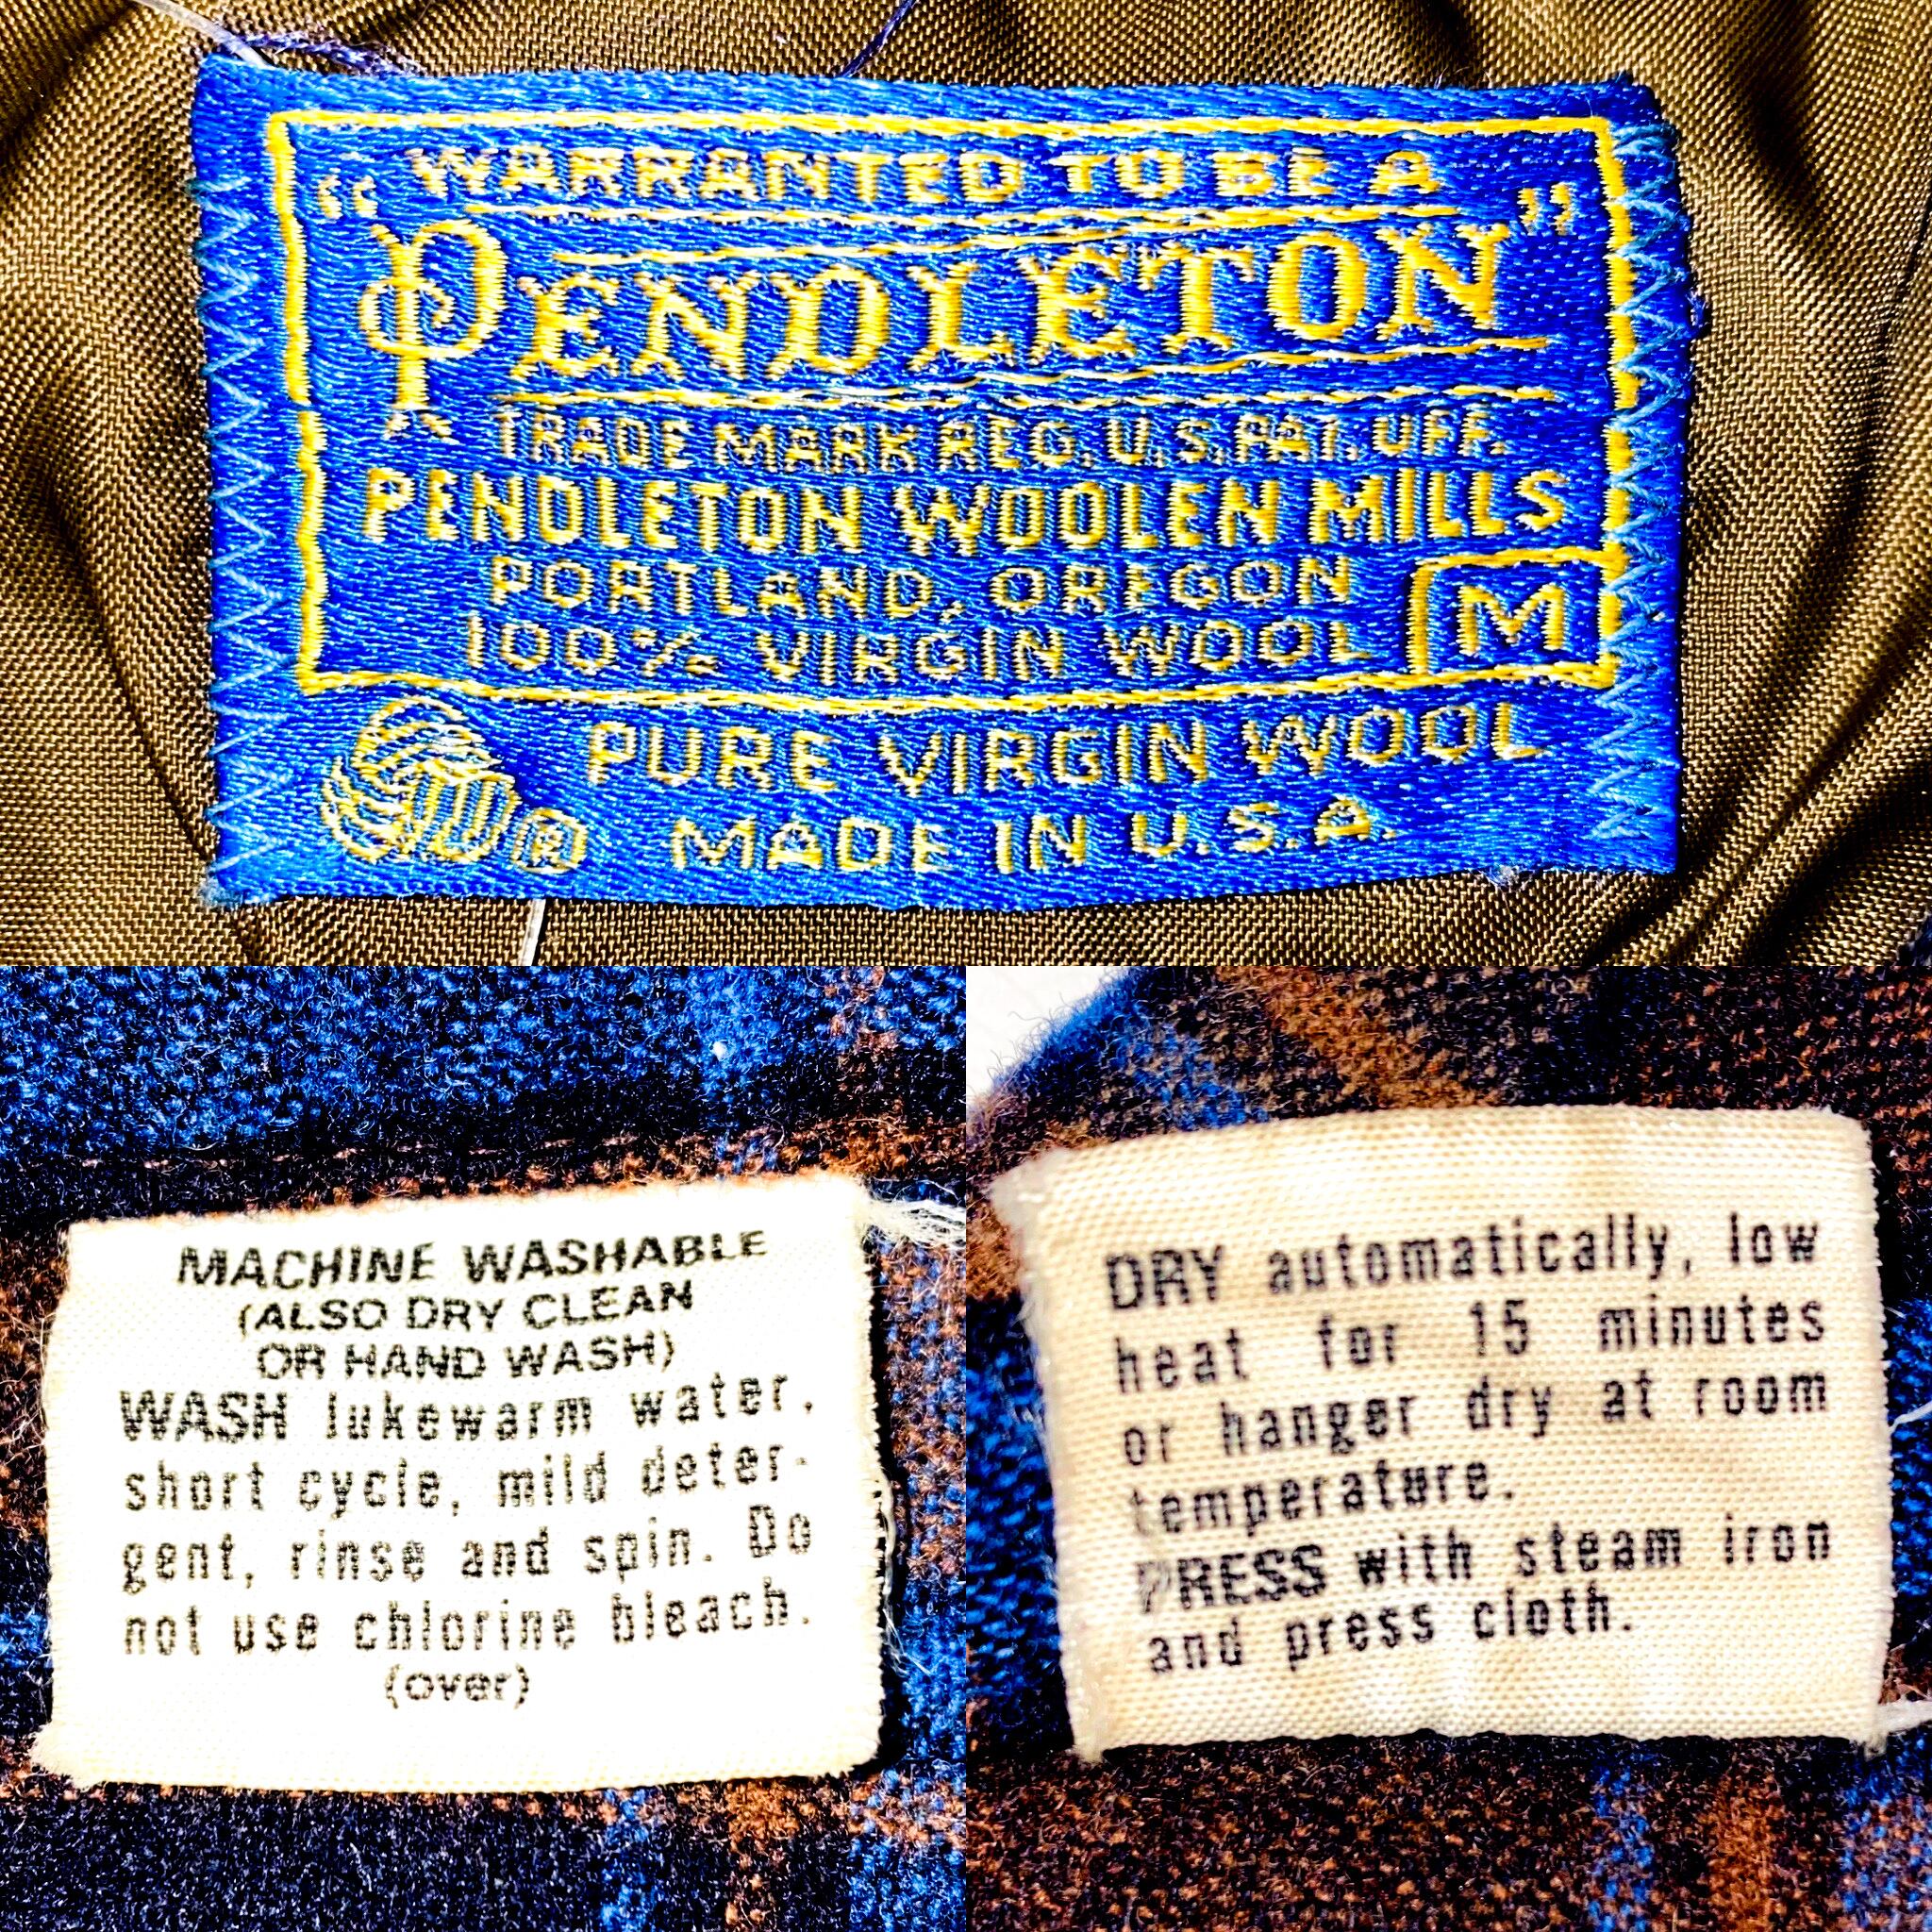 WARRANTED TO BE A
"PENDLETON"
TRADE MARK REG. U.S. PAT. OFF.
PENDLETON WOOLEN MILLS
PORTLAND, OREGON
100% VIRGIN WOOL
M
PURE VIRGIN WOOL
® MADE IN U.S.A.
MACHINE WASHABLE
(ALSO DRY CLEAN
OR HAND WASH)
WASH lukewarm water,
short cycle, mild deter-
gent, rinse and spin. Do
not use chlorine bleach.
(over)
DRY automatically, low
heat for 15 minutes
or hanger dry at room
temperature.
PRESS with steam iron
and press cloth.